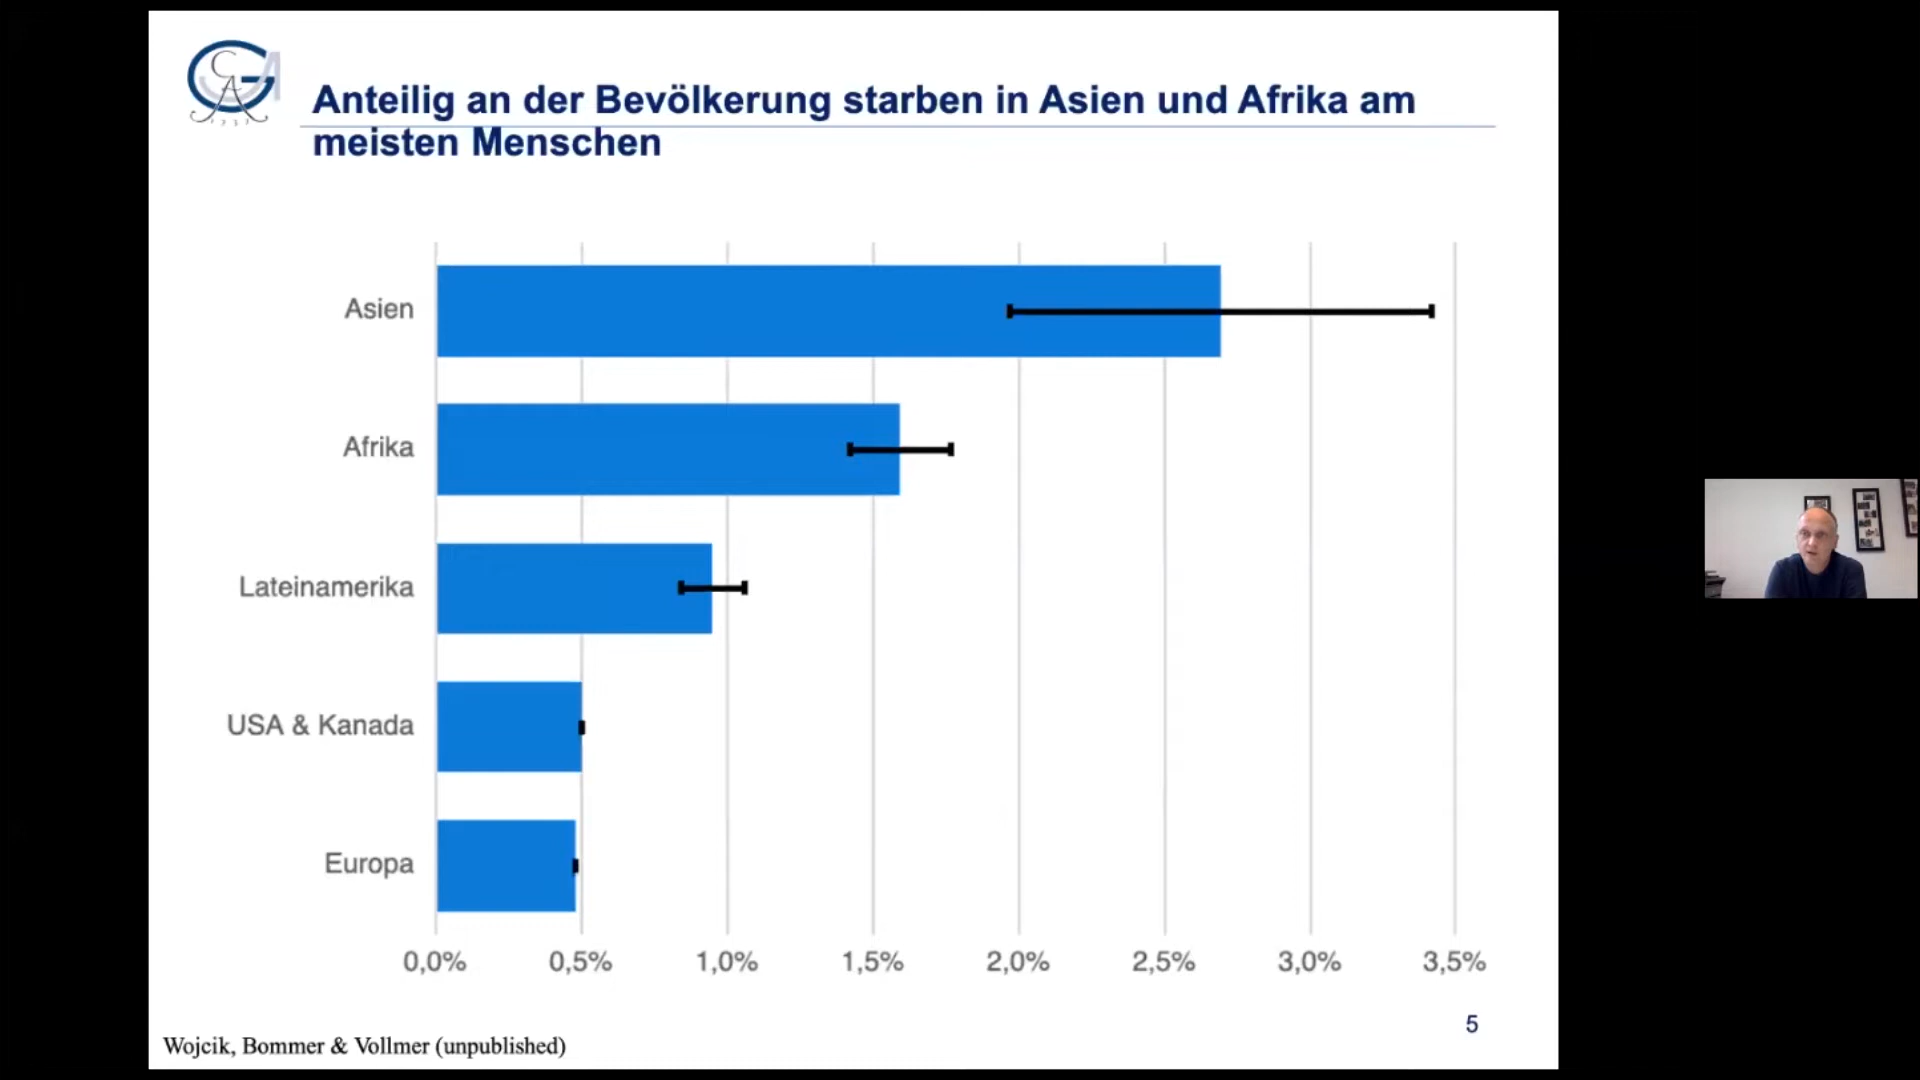 Anteilig an der Bevölkerung starben in Asien und Afrika am
meisten Menschen
Asien
Afrika
Lateinamerika
USA & Kanada
Europa
0,0% 0,5% 1,0% 1,5% 2,0% 2,5% 3,0% 3,5%
5
Wojcik, Bommer & Vollmer (unpublished)